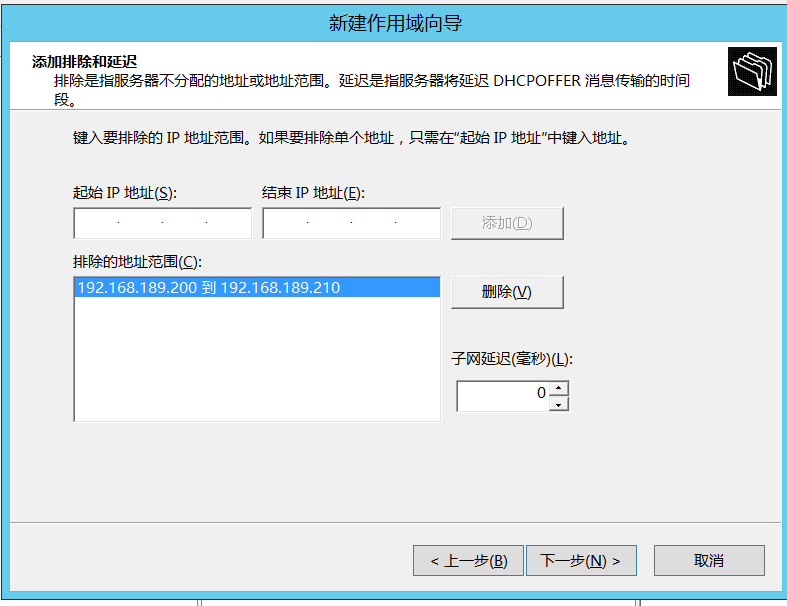 新建作用域向导
添加排除和延迟
排除是指服务器不分配的地址或地址范围。延迟是指服务器将延迟 DHCPOFFER 消息传输的时间
段。
键入要排除的 IP 地址范围。如果要排除单个地址，只需在"起始 IP 地址"中键入地址。
起始 IP 地址(S):
结束 IP 地址(E):
添加(D)
排除的地址范围(C):
192.168.189.200 到 192.168.189.210
删除(V)
子网延迟(毫秒)(L):
0
< 上一步(B)
下一步(N) >
取消